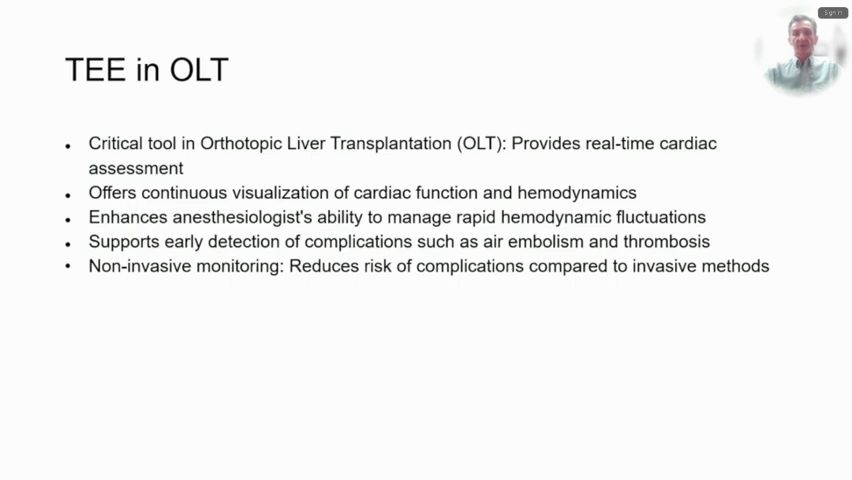 Sign in
TEE in OLT
• Critical tool in Orthotopic Liver Transplantation (OLT): Provides real-time cardiac
assessment
• Offers continuous visualization of cardiac function and hemodynamics
• Enhances anesthesiologist's ability to manage rapid hemodynamic fluctuations
• Supports early detection of complications such as air embolism and thrombosis
• Non-invasive monitoring: Reduces risk of complications compared to invasive methods